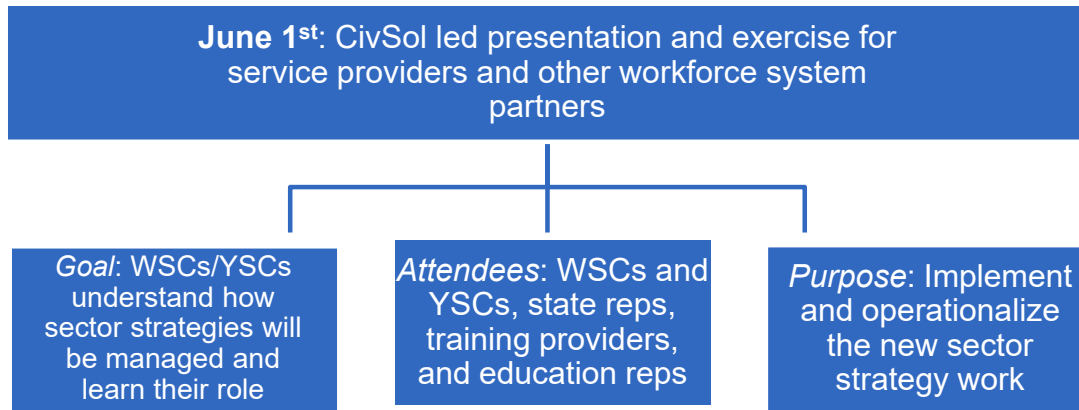 June 1st: CivSol led presentation and exercise for
service providers and other workforce system
partners
Goal: WSCs/YSCs
understand how
sector strategies will
be managed and
learn their role
Attendees: WSCs and
YSCs, state reps,
training providers,
and education reps
Purpose: Implement
and operationalize
the new sector
strategy work